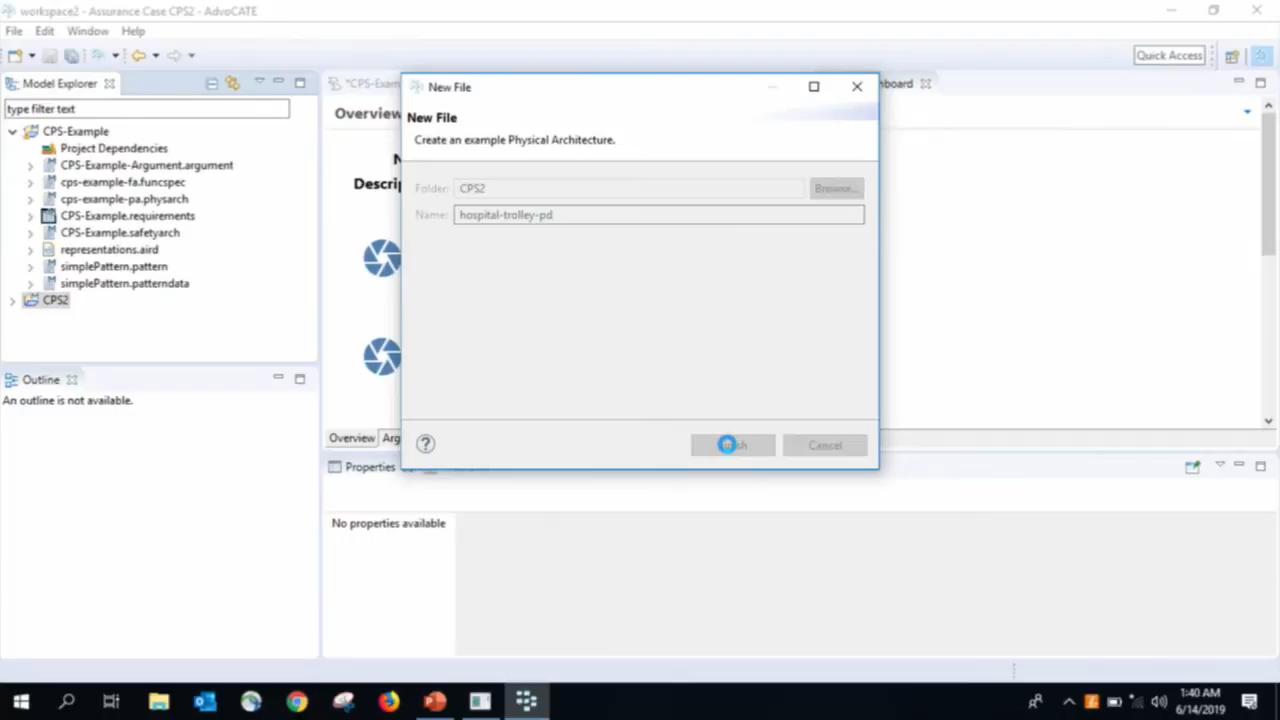 workspace2 - Assurance Case CPS2 - AdvoCATE
File Edit Window Help
Quick Access
Model Explorer
type filter text
CPS-Example
Project Dependencies
CPS-Example-Argument.argument
cps-example-fa.funcspec
cps-example-pa.physarch
CPS-Example.requirements
CPS-Example.safetyarch
representations.aird
simplePattern.pattern
simplePattern.patterndata
CPS2
Outline
An outline is not available.
*CPS-Exam
board
Overview
N
Descrip
New File
New File
Create an example Physical Architecture.
Folder: CPS2 Browse...
Name: hospital-trolley-pd
? Cancel
Overview Arg
Properties
No properties available
1:40 AM
6/14/2019